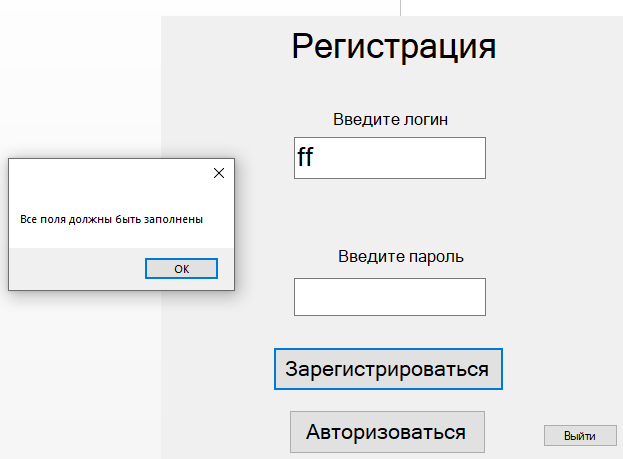 Регистрация
Введите логин
ff
Все поля должны быть заполнены
OK
Введите пароль
Зарегистрироваться
Авторизоваться
Выйти